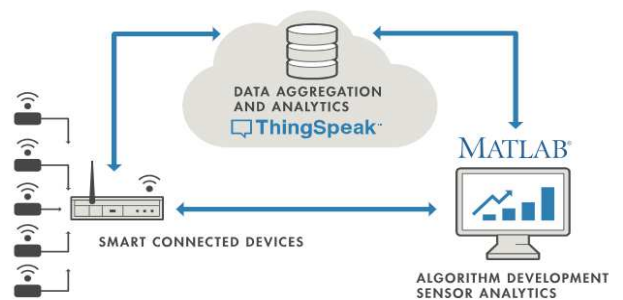 DATA AGGREGATION
AND ANALYTICS
ThingSpeak™
MATLAB®
SMART CONNECTED DEVICES
ALGORITHM DEVELOPMENT
SENSOR ANALYTICS